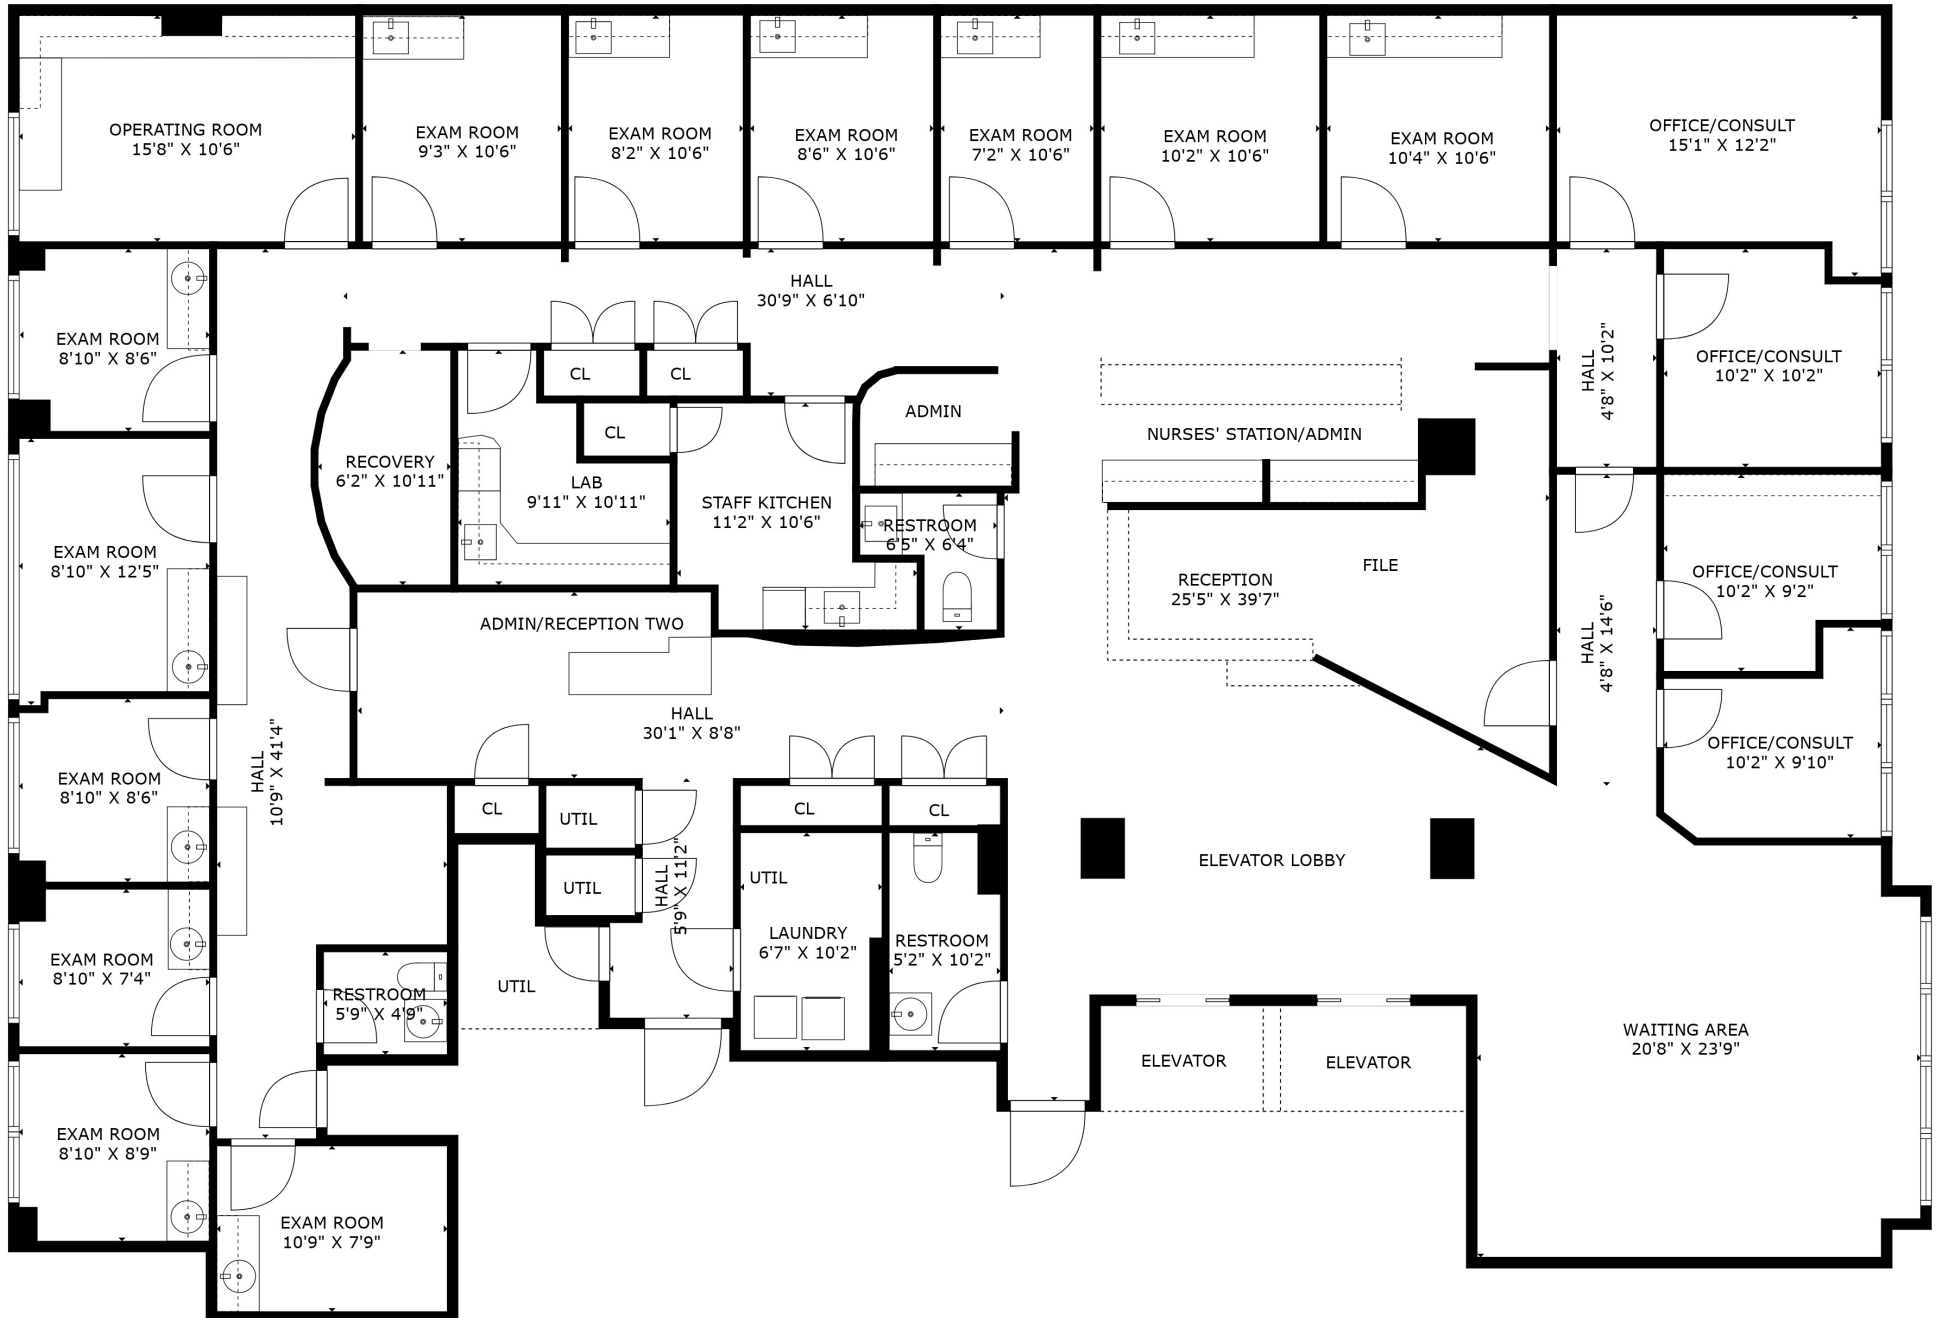 OPERATING ROOM
15'8" X 10'6"
EXAM ROOM
9'3" X 10'6"
EXAM ROOM
8'2" X 10'6"
EXAM ROOM
8'6" X 10'6"
EXAM ROOM
7'2" X 10'6"
EXAM ROOM
10'2" X 10'6"
EXAM ROOM
10'4" X 10'6"
OFFICE/CONSULT
15'1" X 12'2"
HALL
30'9" X 6'10"
EXAM ROOM
8'10" X 8'6"
CL
CL
ADMIN
HALL
4'8" X 10'2"
OFFICE/CONSULT
10'2" X 10'2"
CL
NURSES' STATION/ADMIN
RECOVERY
6'2" X 10'11"
LAB
9'11" X 10'11"
STAFF KITCHEN
11'2" X 10'6"
RESTROOM
6'5" X 6'4"
EXAM ROOM
8'10" X 12'5"
RECEPTION
25'5" X 39'7"
FILE
OFFICE/CONSULT
10'2" X 9'2"
ADMIN/RECEPTION TWO
HALL
4'8" X 14'6"
HALL
30'1" X 8'8"
HALL
10'9" X 41'4"
OFFICE/CONSULT
10'2" X 9'10"
EXAM ROOM
8'10" X 8'6"
CL
UTIL
CL
CL
UTIL
HALL
5'9" X 11'2"
UTIL
ELEVATOR LOBBY
EXAM ROOM
8'10" X 7'4"
LAUNDRY
6'7" X 10'2"
RESTROOM
5'2" X 10'2"
UTIL
RESTROOM
5'9" X 4'9"
WAITING AREA
20'8" X 23'9"
ELEVATOR
ELEVATOR
EXAM ROOM
8'10" X 8'9"
EXAM ROOM
10'9" X 7'9"